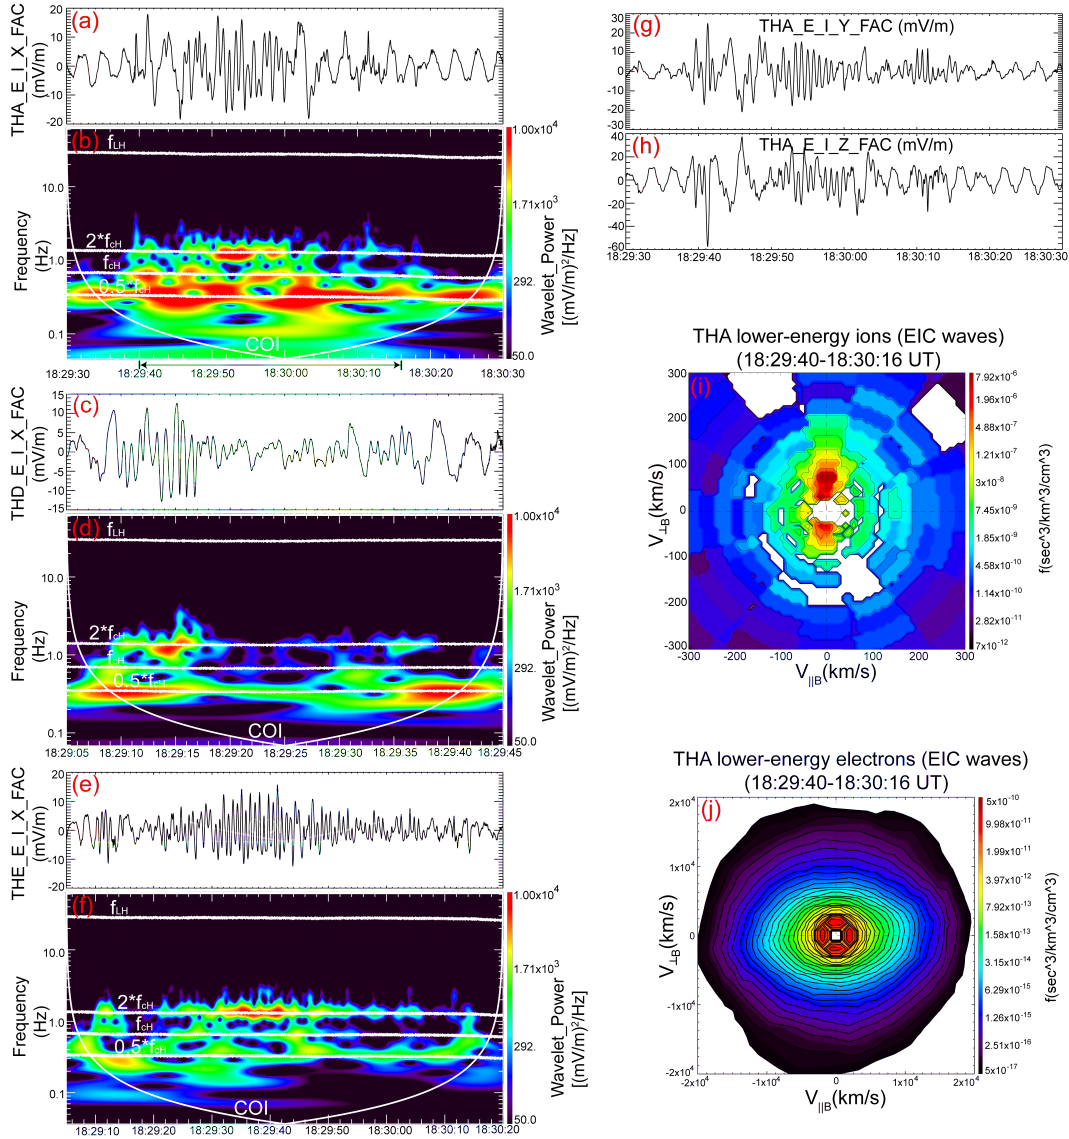 (a)
THA_E_I_X_FAC
(mV/m)
20
10
0
-10
-20
(b)
fLH
2*fcH
fcH
0.5*fcH
COI
Frequency
(Hz)
10.0
1.0
0.1
1.00x10^4
1.71x10^3
292.
50.0
Wavelet_Power
[(mV/m)^2/Hz]
18:29:30 18:29:40 18:29:50 18:30:00 18:30:10 18:30:20 18:30:30
(c)
THD_E_I_X_FAC
(mV/m)
15
10
5
0
-5
-10
-15
(d)
fLH
2*fcH
fcH
0.5*fcH
COI
Frequency
(Hz)
10.0
1.0
0.1
1.00x10^4
1.71x10^3
292.
50.0
Wavelet_Power
[(mV/m)^2/Hz]
18:29:05 18:29:10 18:29:15 18:29:20 18:29:25 18:29:30 18:29:35 18:29:40 18:29:45
(e)
THE_E_I_X_FAC
(mV/m)
20
10
0
-10
-20
(f)
fLH
2*fcH
fcH
0.5*fcH
COI
Frequency
(Hz)
10.0
1.0
0.1
1.00x10^4
1.71x10^3
292.
50.0
Wavelet_Power
[(mV/m)^2/Hz]
18:29:10 18:29:20 18:29:30 18:29:40 18:29:50 18:30:00 18:30:10 18:30:20
(g)
THA_E_I_Y_FAC (mV/m)
30
20
10
0
-10
-20
-30
(h)
THA_E_I_Z_FAC (mV/m)
40
20
0
-20
-40
-60
18:29:30 18:29:40 18:29:50 18:30:00 18:30:10 18:30:20 18:30:30
THA lower-energy ions (EIC waves)
(18:29:40-18:30:16 UT)
(i)
300
200
100
0
-100
-200
-300
V⊥B(km/s)
-300 -200 -100 0 100 200 300
V||B(km/s)
7.92x10^-6
1.96x10^-6
4.88x10^-7
1.21x10^-7
3x10^-8
7.45x10^-9
1.85x10^-9
4.58x10^-10
1.14x10^-10
2.82x10^-11
7x10^-12
f(sec^3/km^3/cm^3)
THA lower-energy electrons (EIC waves)
(18:29:40-18:30:16 UT)
(j)
2x10^4
1x10^4
0
-1x10^4
-2x10^4
V⊥B(km/s)
-2x10^4 -1x10^4 0 1x10^4 2x10^4
V||B(km/s)
5x10^-10
9.98x10^-11
1.99x10^-11
3.97x10^-12
7.92x10^-13
1.58x10^-13
3.15x10^-14
6.29x10^-15
1.26x10^-15
2.51x10^-16
5x10^-17
f(sec^3/km^3/cm^3)